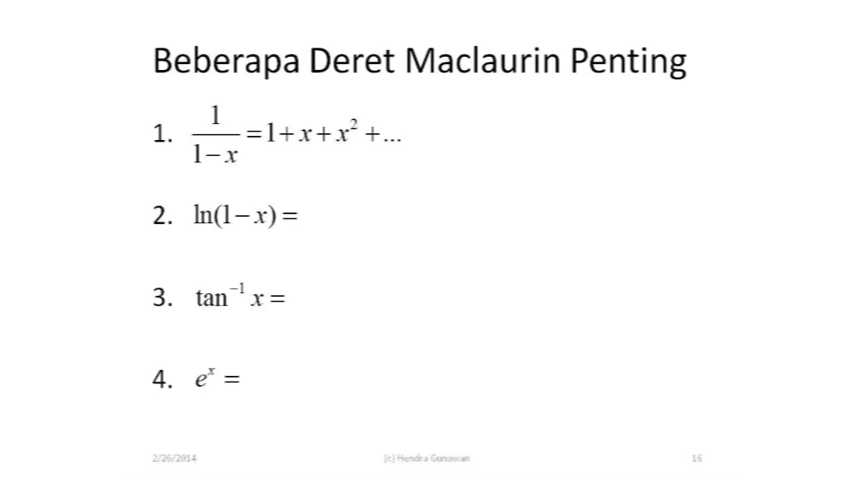 Beberapa Deret Maclaurin Penting
1. 1/(1−x) = 1 + x + x² + ...
2. ln(1−x) =
3. tan⁻¹ x =
4. eˣ =
2/26/2014 (c) Hendra Gunawan 16